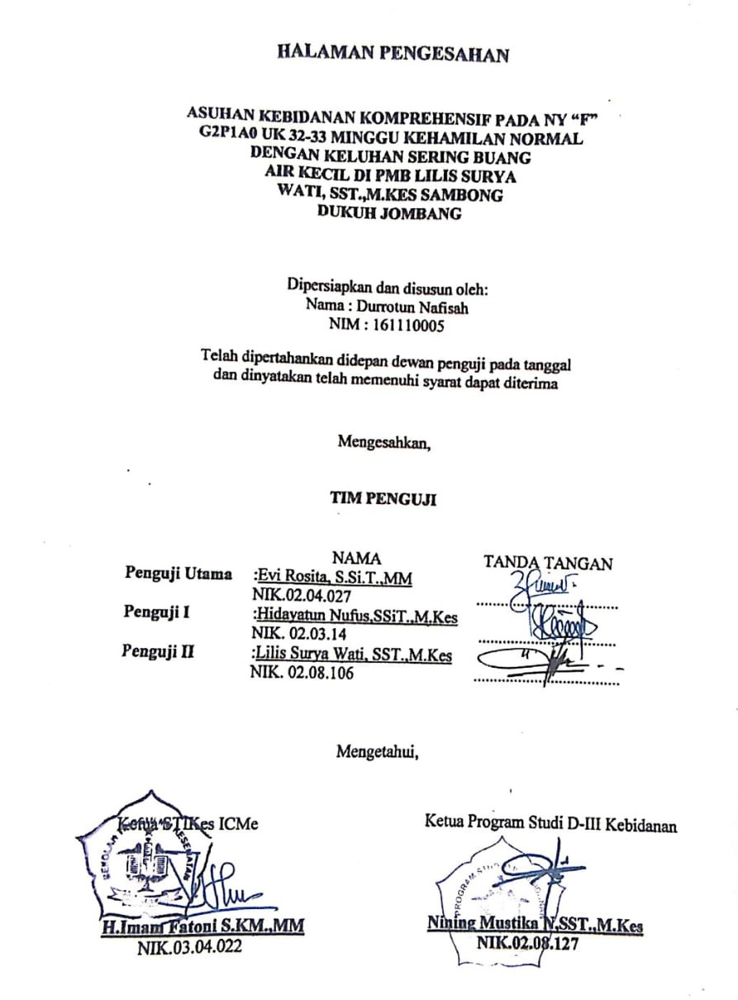 HALAMAN PENGESAHAN
ASUHAN KEBIDANAN KOMPREHENSIF PADA NY “F”
G2P1A0 UK 32-33 MINGGU KEHAMILAN NORMAL
DENGAN KELUHAN SERING BUANG
AIR KECIL DI PMB LILIS SURYA
WATI, SST.,M.KES SAMBONG
DUKUH JOMBANG
Dipersiapkan dan disusun oleh:
Nama : Durrotun Nafisah
NIM : 161110005
Telah dipertahankan didepan dewan penguji pada tanggal
dan dinyatakan telah memenuhi syarat dapat diterima
Mengesahkan,
TIM PENGUJI
NAMA TANDA TANGAN
Penguji Utama :Evi Rosita, S.Si.T.,MM
NIK.02.04.027
Penguji I :Hidayatun Nufus,SSiT.,M.Kes
NIK. 02.03.14
Penguji II :Lilis Surya Wati, SST.,M.Kes
NIK. 02.08.106
Mengetahui,
Ketua STIKes ICMe
H.Imam Fatoni S.KM.,MM
NIK.03.04.022
Ketua Program Studi D-III Kebidanan
Nining Mustika N,SST.,M.Kes
NIK.02.08.127